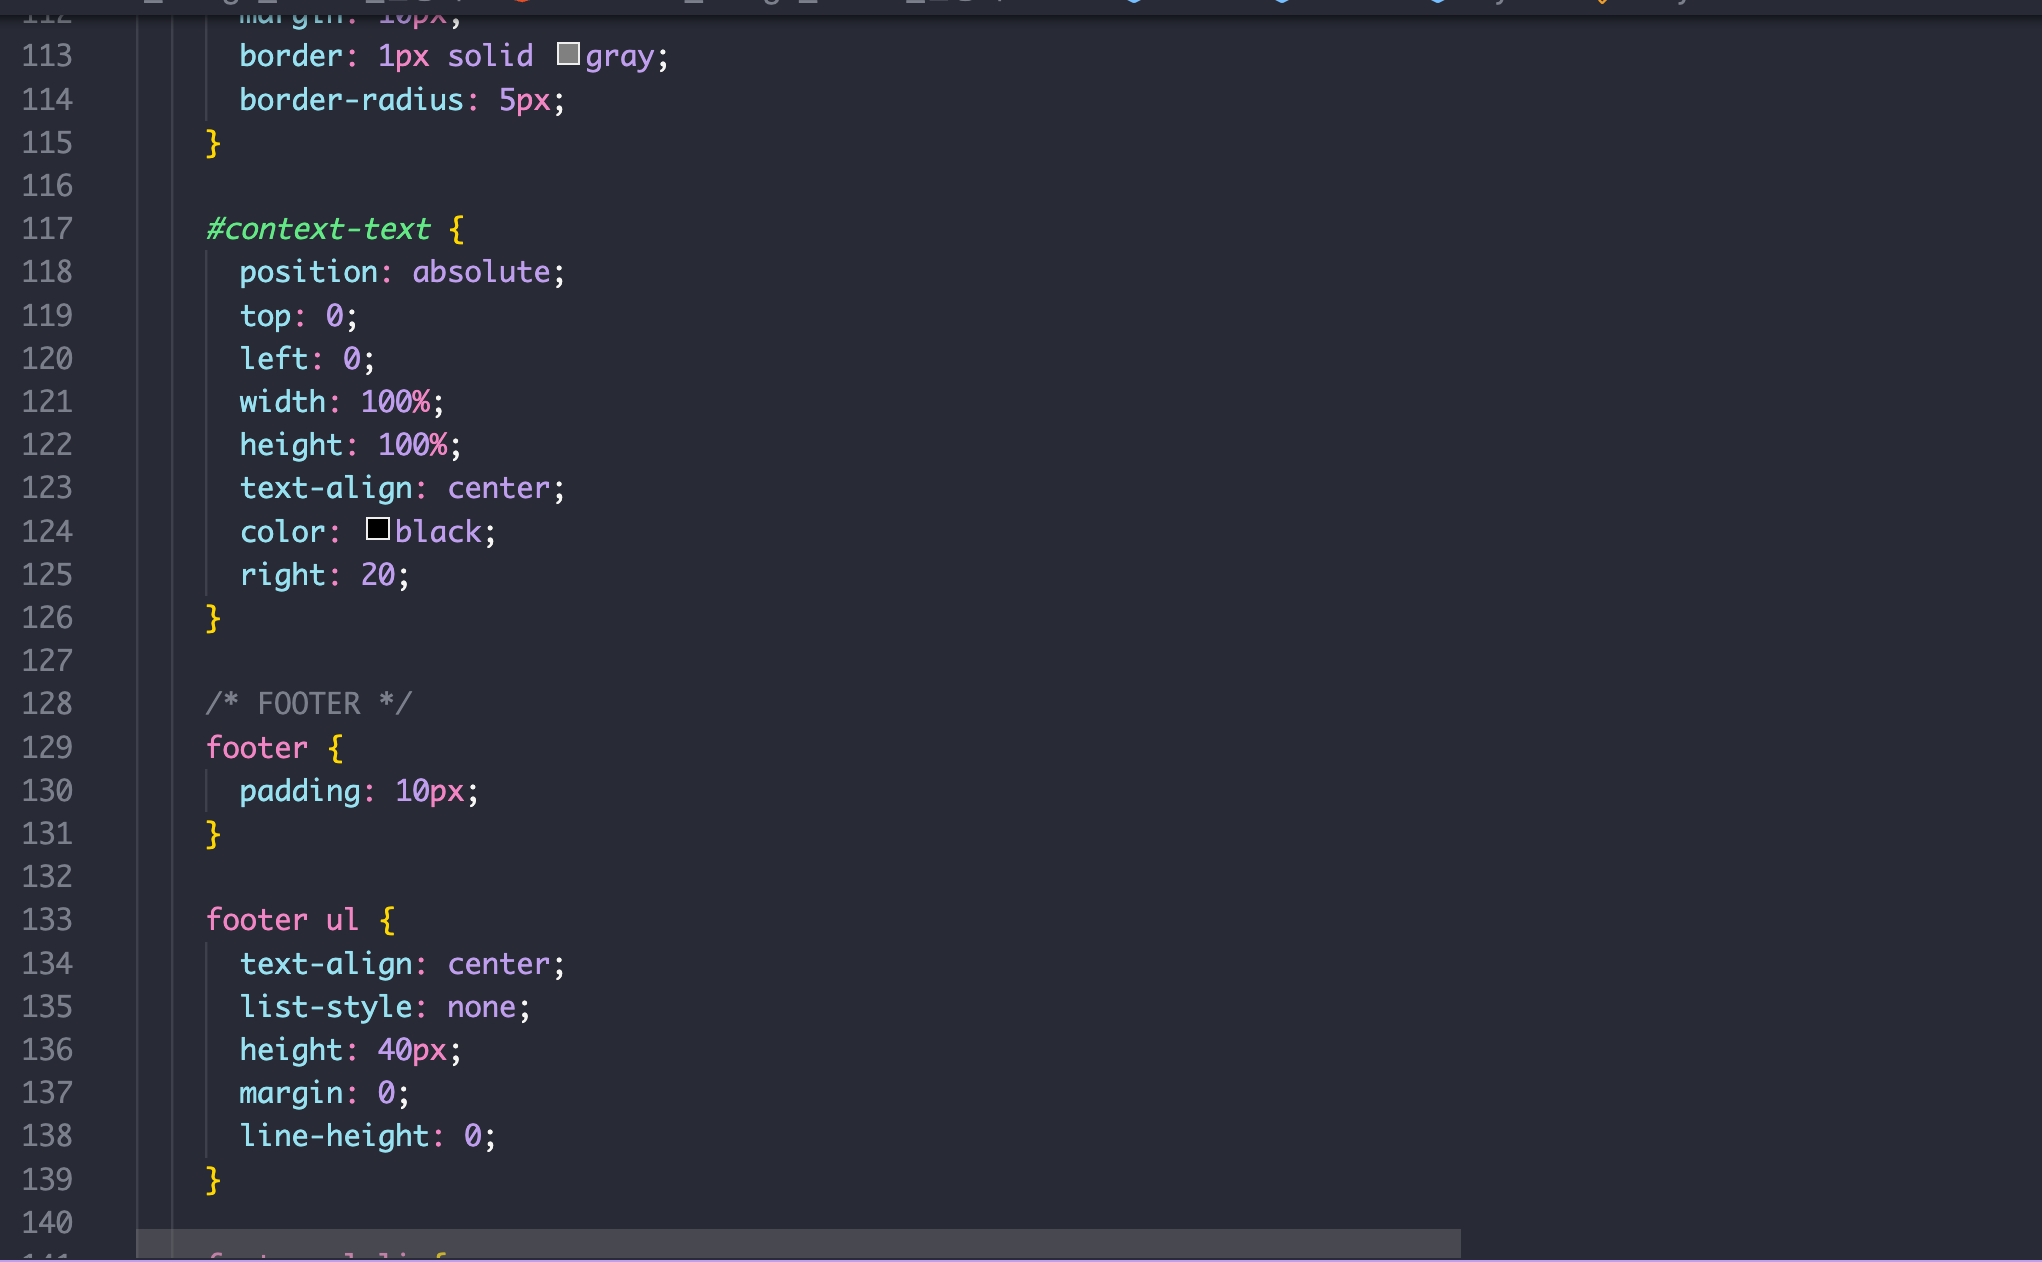 112 margin: 10px;
113 border: 1px solid gray;
114 border-radius: 5px;
115 }
116
117 #context-text {
118 position: absolute;
119 top: 0;
120 left: 0;
121 width: 100%;
122 height: 100%;
123 text-align: center;
124 color: black;
125 right: 20;
126 }
127
128 /* FOOTER */
129 footer {
130 padding: 10px;
131 }
132
133 footer ul {
134 text-align: center;
135 list-style: none;
136 height: 40px;
137 margin: 0;
138 line-height: 0;
139 }
140
141 footer ul li {